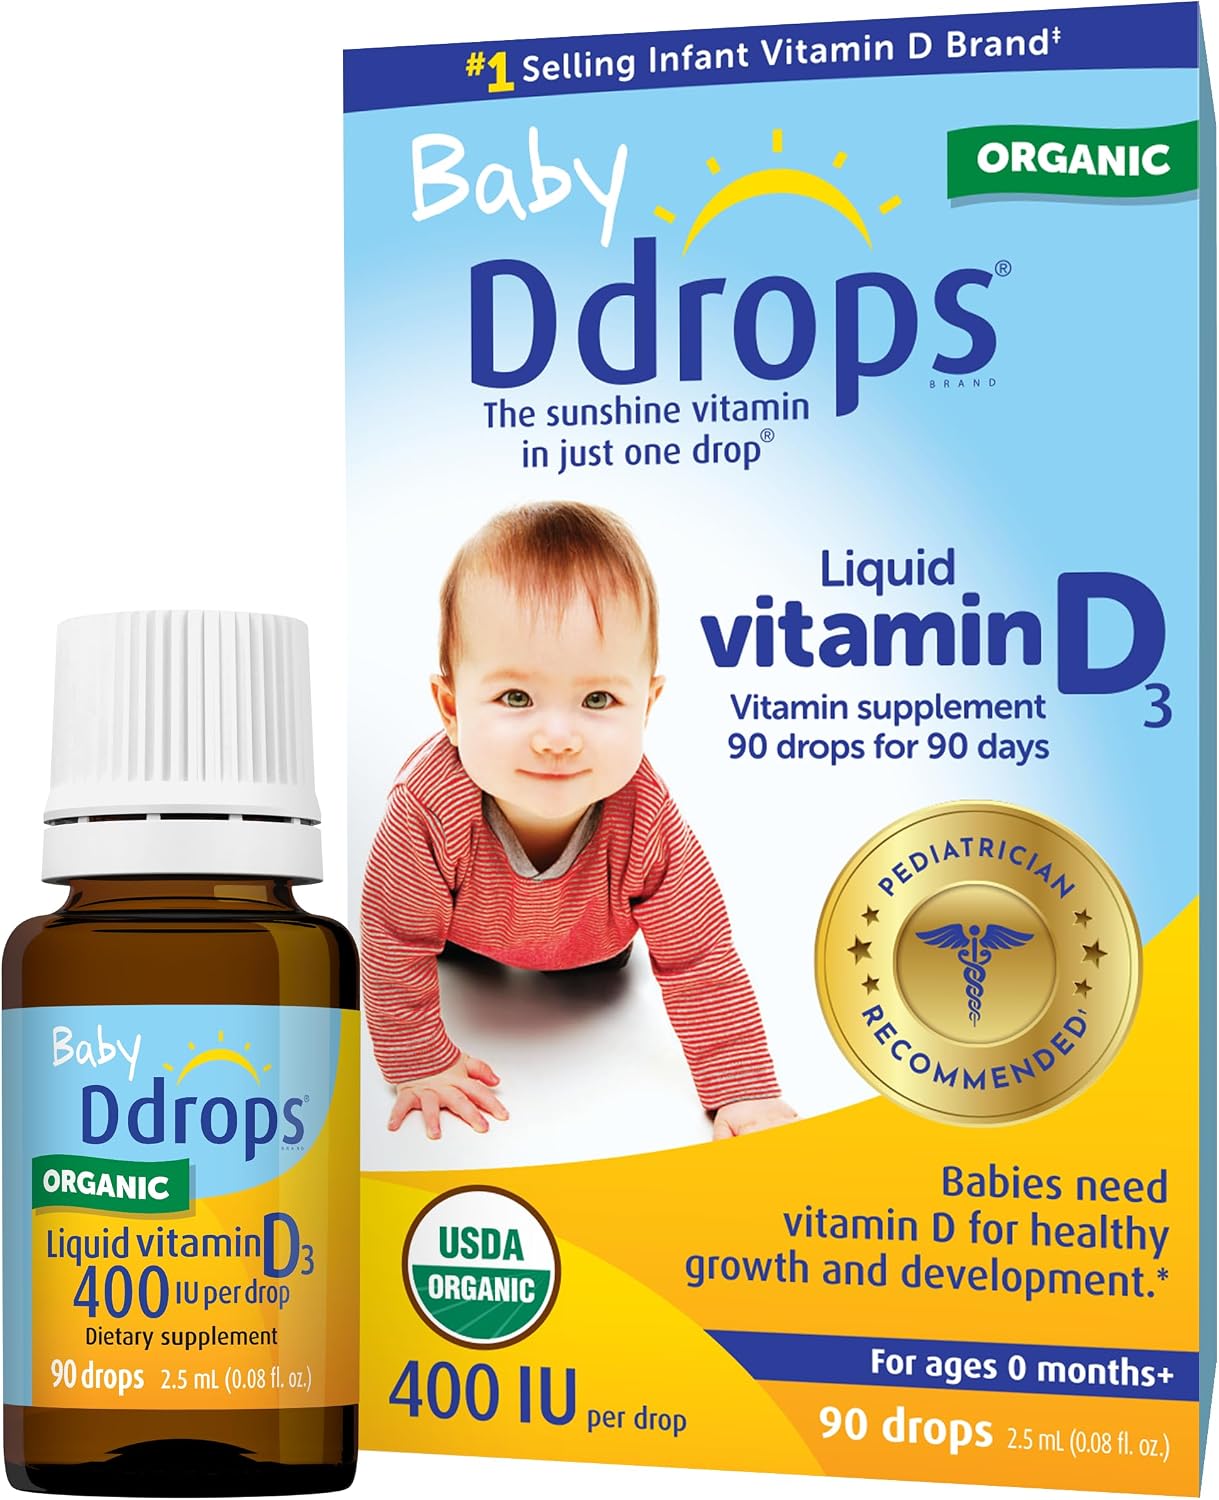 #1 Selling Infant Vitamin D Brand‡
ORGANIC
Baby
Ddrops®
BRAND
The sunshine vitamin
in just one drop®
Liquid
vitamin D3
Vitamin supplement
90 drops for 90 days
PEDIATRICIAN
RECOMMENDED†
Babies need
vitamin D for healthy
growth and development.*
USDA
ORGANIC
For ages 0 months+
400 IU per drop
90 drops 2.5 mL (0.08 fl. oz.)
Baby
Ddrops®
BRAND
ORGANIC
Liquid vitamin D3
400 IU per drop
Dietary supplement
90 drops 2.5 mL (0.08 fl. oz.)